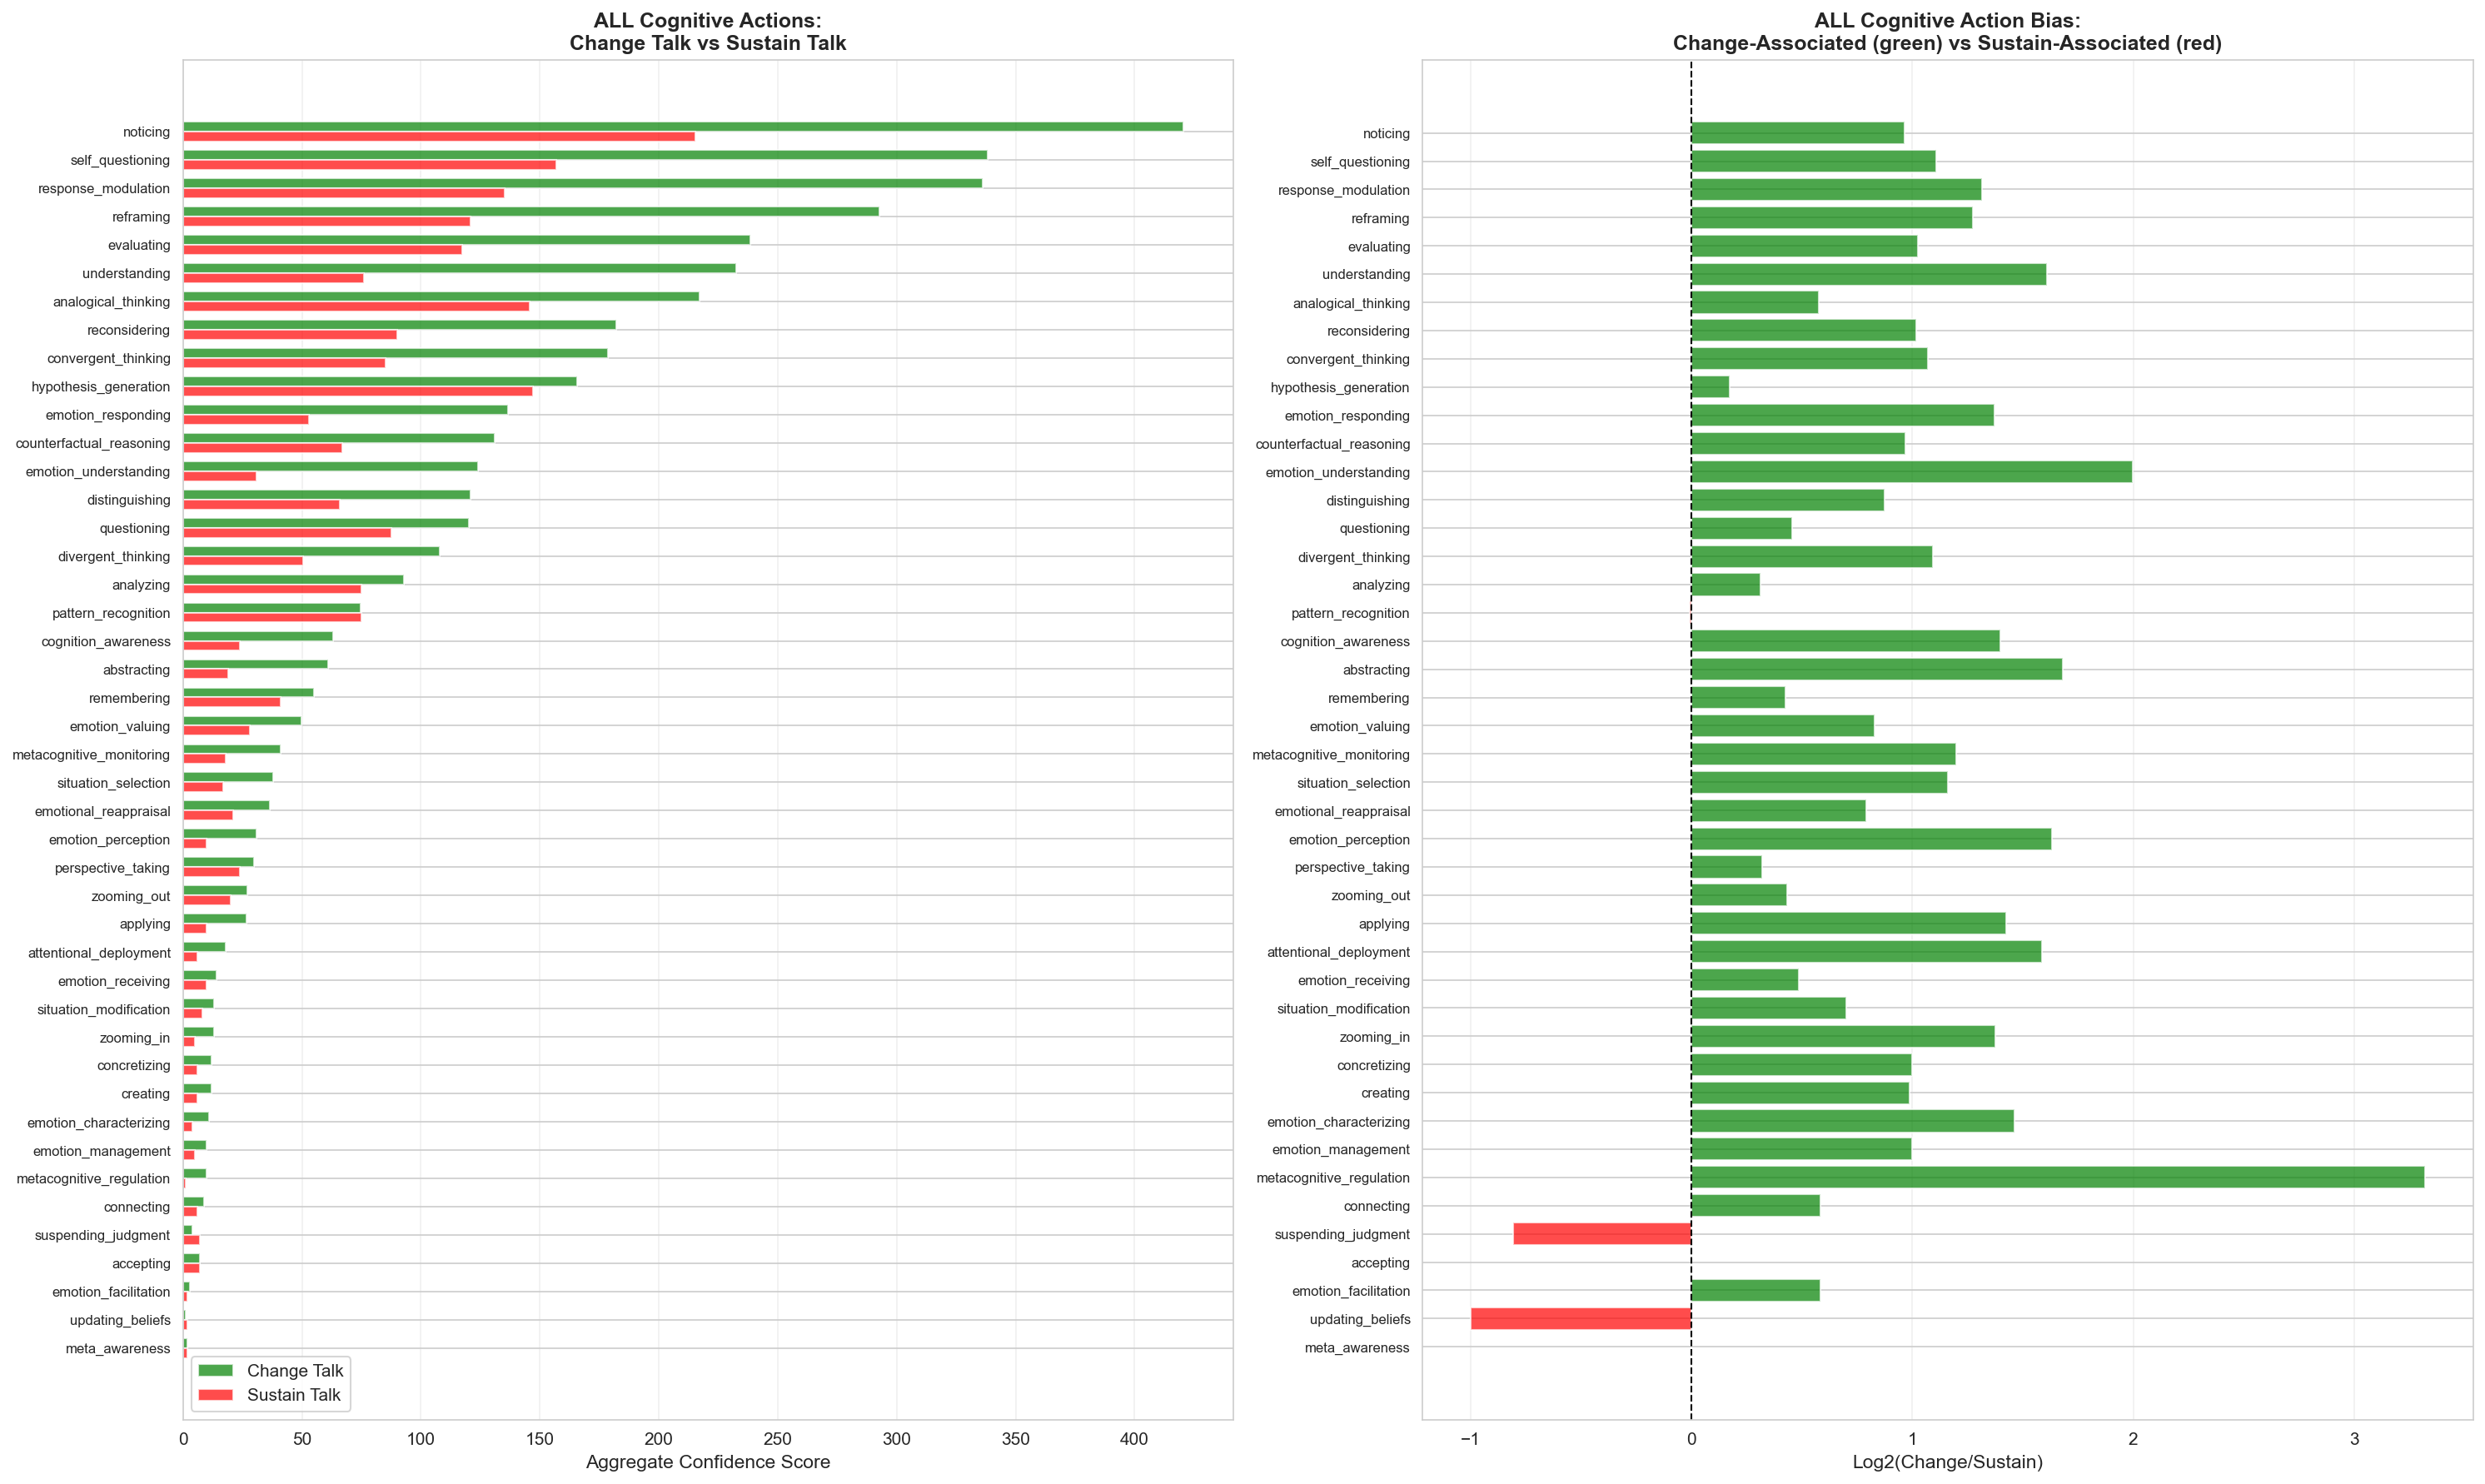 ALL Cognitive Actions:
Change Talk vs Sustain Talk
noticing
self_questioning
response_modulation
reframing
evaluating
understanding
analogical_thinking
reconsidering
convergent_thinking
hypothesis_generation
emotion_responding
counterfactual_reasoning
emotion_understanding
distinguishing
questioning
divergent_thinking
analyzing
pattern_recognition
cognition_awareness
abstracting
remembering
emotion_valuing
metacognitive_monitoring
situation_selection
emotional_reappraisal
emotion_perception
perspective_taking
zooming_out
applying
attentional_deployment
emotion_receiving
situation_modification
zooming_in
concretizing
creating
emotion_characterizing
emotion_management
metacognitive_regulation
connecting
suspending_judgment
accepting
emotion_facilitation
updating_beliefs
meta_awareness
Change Talk
Sustain Talk
0 50 100 150 200 250 300 350 400
Aggregate Confidence Score
ALL Cognitive Action Bias:
Change-Associated (green) vs Sustain-Associated (red)
noticing
self_questioning
response_modulation
reframing
evaluating
understanding
analogical_thinking
reconsidering
convergent_thinking
hypothesis_generation
emotion_responding
counterfactual_reasoning
emotion_understanding
distinguishing
questioning
divergent_thinking
analyzing
pattern_recognition
cognition_awareness
abstracting
remembering
emotion_valuing
metacognitive_monitoring
situation_selection
emotional_reappraisal
emotion_perception
perspective_taking
zooming_out
applying
attentional_deployment
emotion_receiving
situation_modification
zooming_in
concretizing
creating
emotion_characterizing
emotion_management
metacognitive_regulation
connecting
suspending_judgment
accepting
emotion_facilitation
updating_beliefs
meta_awareness
−1 0 1 2 3
Log2(Change/Sustain)